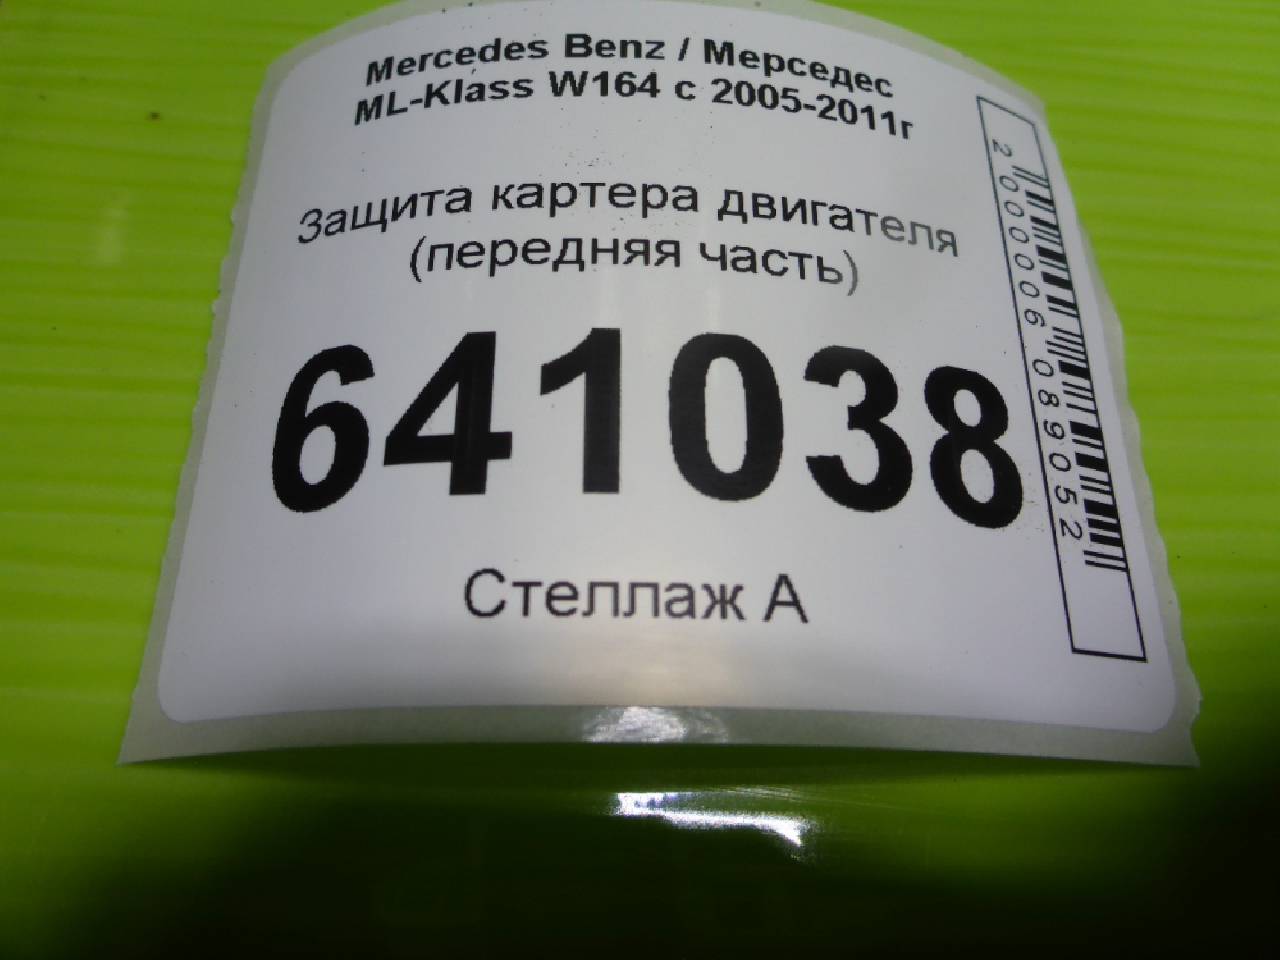 Mercedes Benz / Мерседес
ML-Klass W164 с 2005-2011г
Защита картера двигателя
(передняя часть)
641038
Стеллаж А
2000006089052